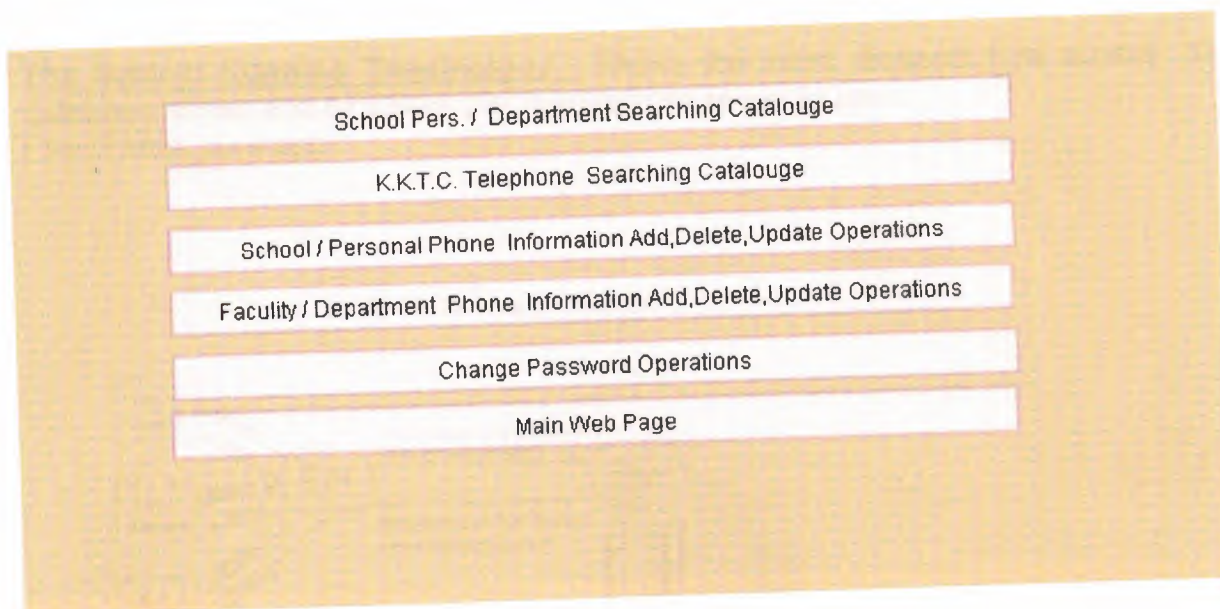 School Pers. / Department Searching Catalouge
K.K.T.C. Telephone Searching Catalouge
School / Personal Phone Information Add,Delete,Update Operations
Faculity / Department Phone Information Add,Delete,Update Operations
Change Password Operations
Main Web Page